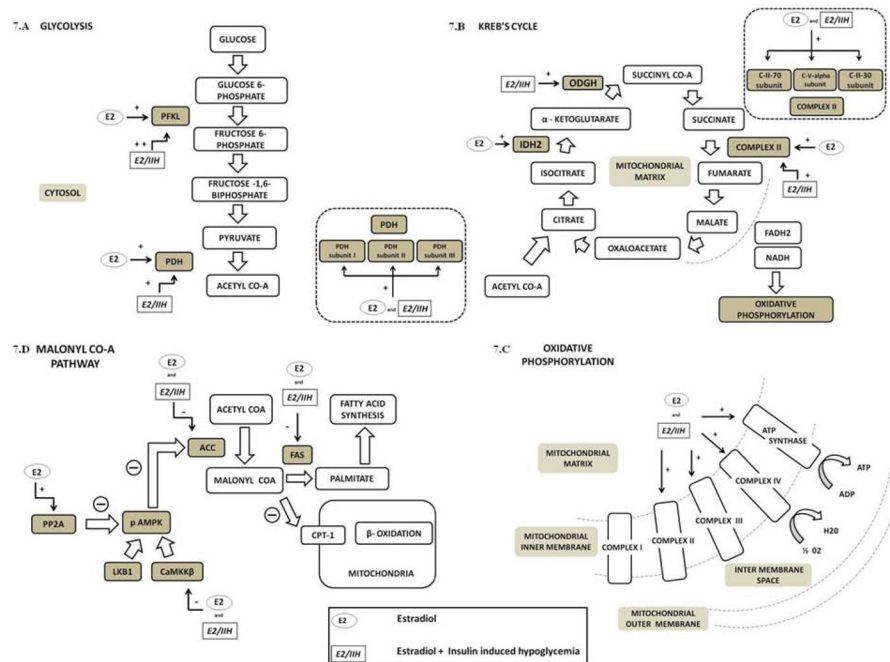 7.A GLYCOLYSIS
GLUCOSE
GLUCOSE 6-
PHOSPHATE
E2
+
PFKL
+ +
E2/IIH
FRUCTOSE 6-
PHOSPHATE
CYTOSOL
FRUCTOSE -1,6-
BIPHOSPHATE
PYRUVATE
E2
+
PDH
+
E2/IIH
ACETYL CO-A
PDH
PDH
subunit I
PDH
subunit II
PDH
subunit III
+
E2 and E2/IIH
7.B KREB'S CYCLE
E2 and E2/IIH
+
C-II-70
subunit
C-V-alpha
subunit
C-II-30
subunit
COMPLEX II
E2/IIH
+
ODGH
SUCCINYL CO-A
α - KETOGLUTARATE
SUCCINATE
E2
+
IDH2
COMPLEX II
+
E2
+
E2/IIH
ISOCITRATE
MITOCHONDRIAL
MATRIX
FUMARATE
CITRATE
MALATE
OXALOACETATE
ACETYL CO-A
FADH2
NADH
OXIDATIVE
PHOSPHORYLATION
7.D MALONYL CO-A
PATHWAY
E2
and
E2/IIH
-
ACC
ACETYL COA
E2
and
E2/IIH
-
FAS
FATTY ACID
SYNTHESIS
MALONYL COA
PALMITATE
E2
+
PP2A
p AMPK
LKB1
CaMKKβ
-
E2
and
E2/IIH
CPT-1
β- OXIDATION
MITOCHONDRIA
7.C OXIDATIVE
PHOSPHORYLATION
E2
and
E2/IIH
+
+
+
+
MITOCHONDRIAL
MATRIX
MITOCHONDRIAL
INNER MEMBRANE
COMPLEX I
COMPLEX II
COMPLEX III
COMPLEX IV
ATP
SYNTHASE
ATP
ADP
H20
½ 02
INTER MEMBRANE
SPACE
MITOCHONDRIAL
OUTER MEMBRANE
E2 Estradiol
E2/IIH Estradiol + Insulin induced hypoglycemia